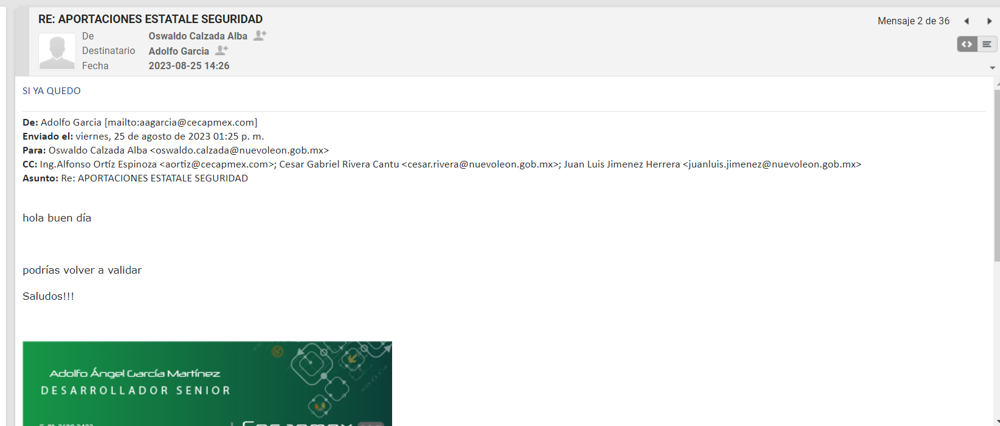 RE: APORTACIONES ESTATALE SEGURIDAD
Mensaje 2 de 36
De Oswaldo Calzada Alba
Destinatario Adolfo Garcia
Fecha 2023-08-25 14:26
SI YA QUEDO
De: Adolfo Garcia [mailto:aagarcia@cecapmex.com]
Enviado el: viernes, 25 de agosto de 2023 01:25 p. m.
Para: Oswaldo Calzada Alba <oswaldo.calzada@nuevoleon.gob.mx>
CC: Ing.Alfonso Ortíz Espinoza <aortiz@cecapmex.com>; Cesar Gabriel Rivera Cantu <cesar.rivera@nuevoleon.gob.mx>; Juan Luis Jimenez Herrera <juanluis.jimenez@nuevoleon.gob.mx>
Asunto: Re: APORTACIONES ESTATALE SEGURIDAD
hola buen día
podrías volver a validar
Saludos!!!
Adolfo Ángel García Martínez
DESARROLLADOR SENIOR